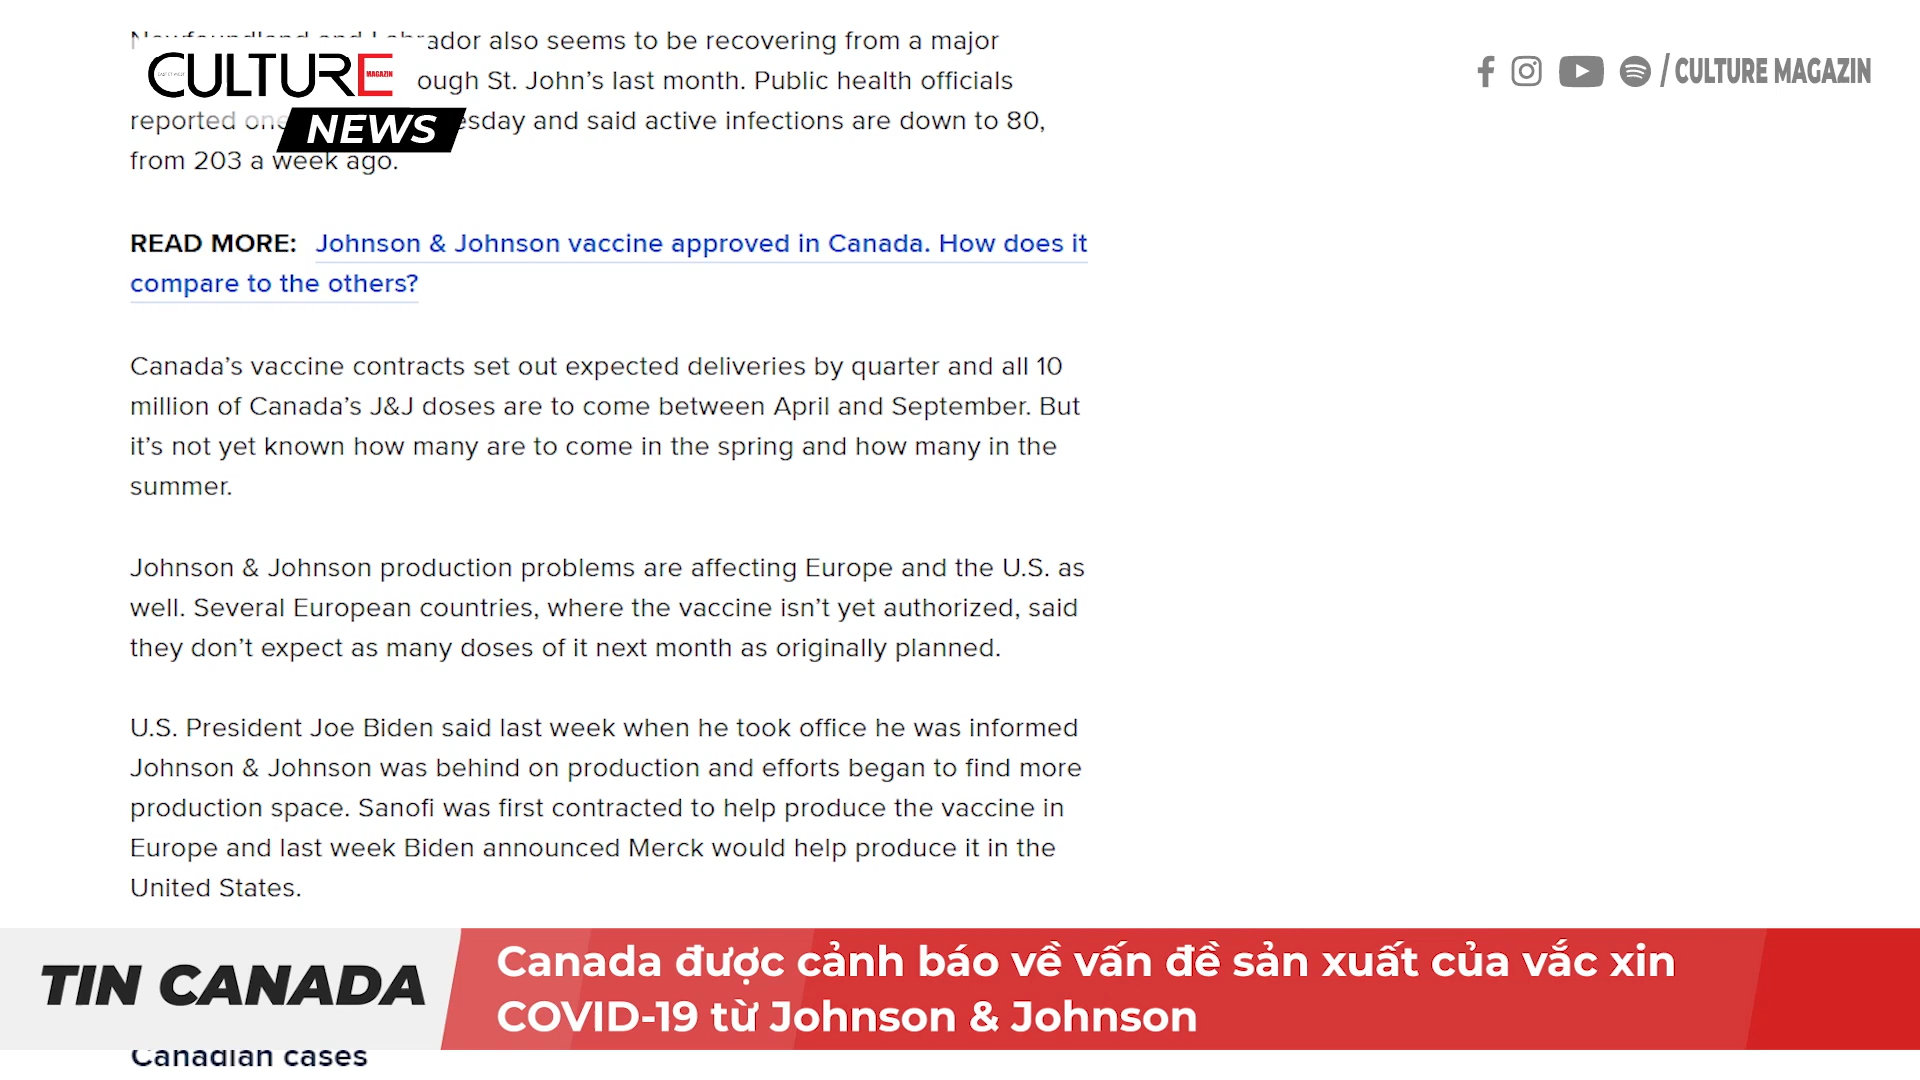 ador also seems to be recovering from a major
ough St. John's last month. Public health officials
reported one esday and said active infections are down to 80,
from 203 a week ago.
CULTURE
MAGAZIN
NEWS
/ CULTURE MAGAZIN
READ MORE: Johnson & Johnson vaccine approved in Canada. How does it
compare to the others?
Canada's vaccine contracts set out expected deliveries by quarter and all 10
million of Canada's J&J doses are to come between April and September. But
it's not yet known how many are to come in the spring and how many in the
summer.
Johnson & Johnson production problems are affecting Europe and the U.S. as
well. Several European countries, where the vaccine isn't yet authorized, said
they don't expect as many doses of it next month as originally planned.
U.S. President Joe Biden said last week when he took office he was informed
Johnson & Johnson was behind on production and efforts began to find more
production space. Sanofi was first contracted to help produce the vaccine in
Europe and last week Biden announced Merck would help produce it in the
United States.
TIN CANADA
Canada được cảnh báo về vấn đề sản xuất của vắc xin
COVID-19 từ Johnson & Johnson
Canadian cases